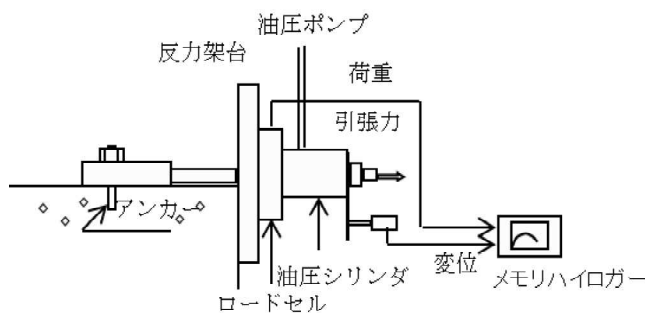 油圧ポンプ
反力架台
荷重
引張力
アンカー
油圧シリンダ
変位
メモリハイロガー
ロードセル